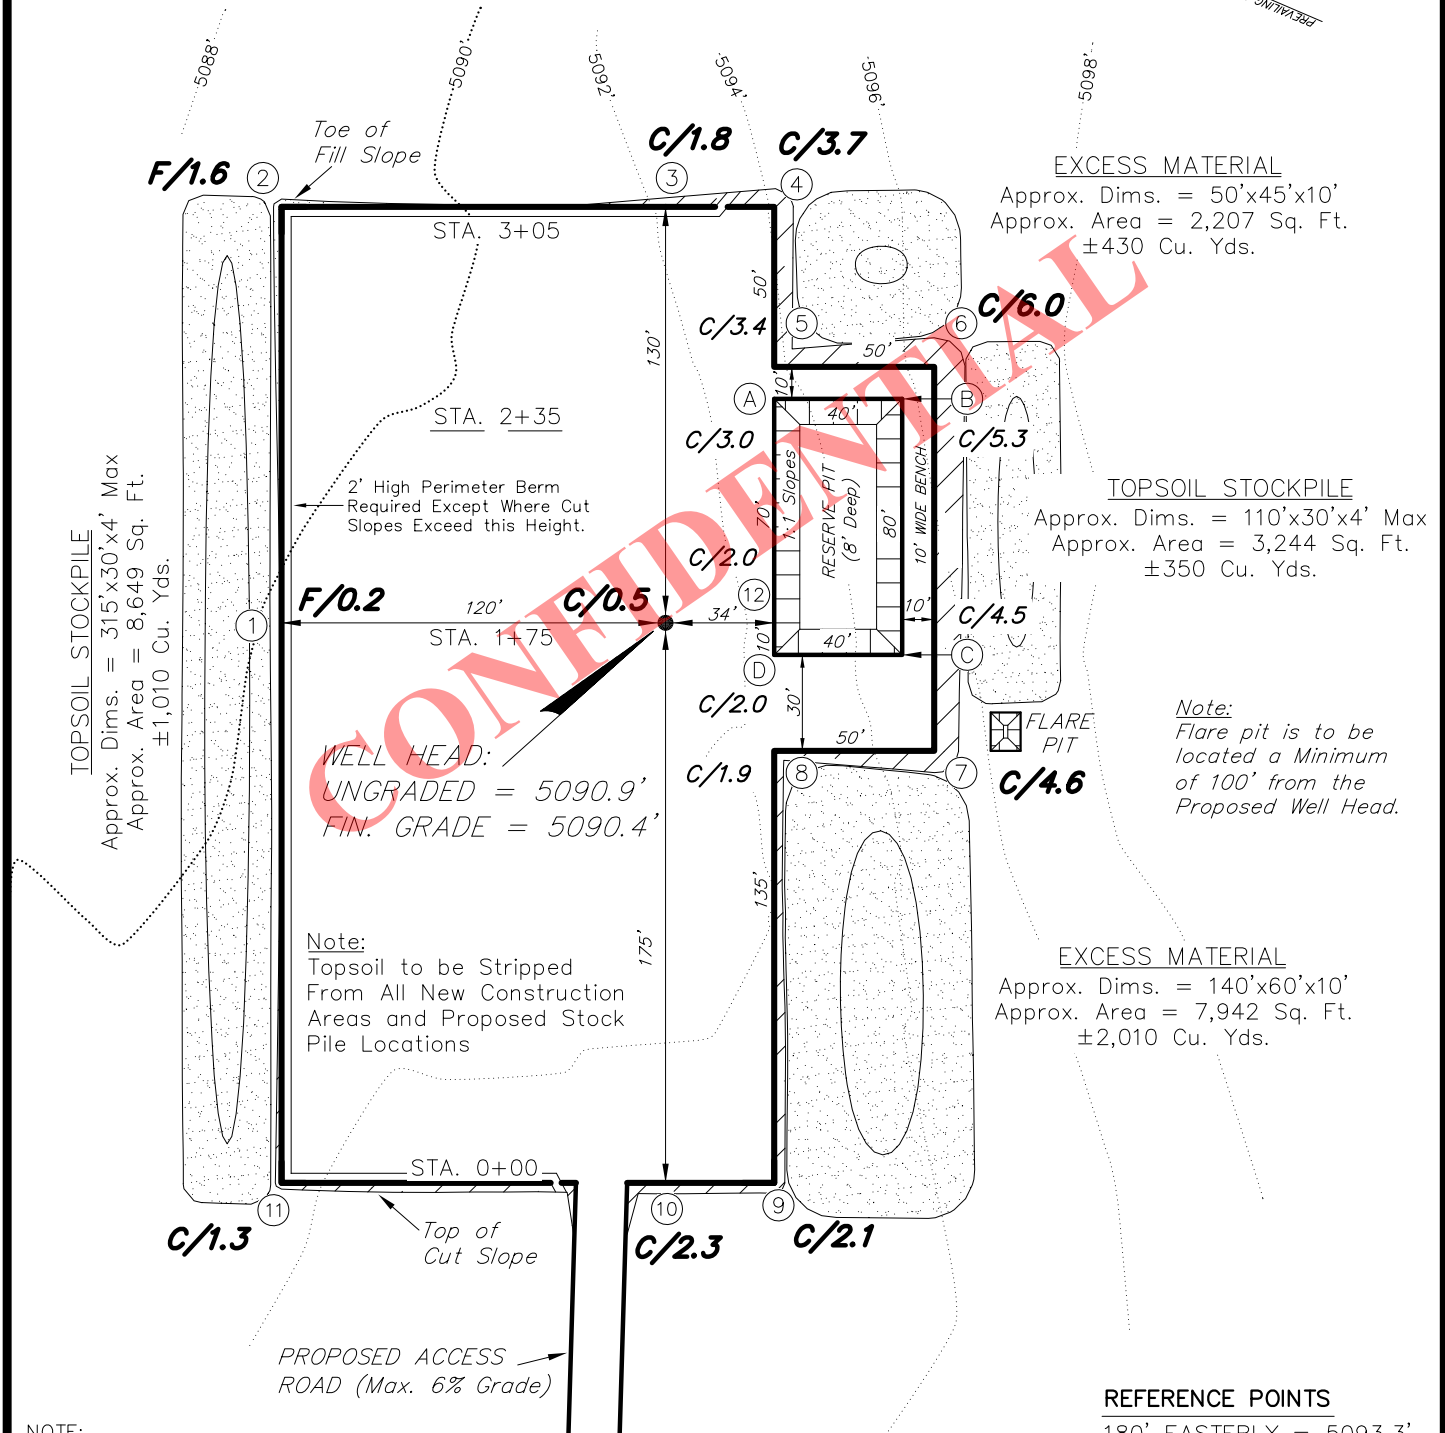 PREVAILING
5088'
5090'
5092'
5094'
5096'
5098'
Toe of
Fill Slope
F/1.6
2
C/1.8
3
C/3.7
4
EXCESS MATERIAL
Approx. Dims. = 50'x45'x10'
Approx. Area = 2,207 Sq. Ft.
±430 Cu. Yds.
STA. 3+05
50'
C/3.4
5
C/6.0
6
130'
50'
10'
STA. 2+35
A
40'
B
C/3.0
C/5.3
2' High Perimeter Berm
Required Except Where Cut
Slopes Exceed this Height.
70'
1:1 Slopes
RESERVE PIT
(8' Deep)
80'
10' WIDE BENCH
TOPSOIL STOCKPILE
Approx. Dims. = 110'x30'x4' Max
Approx. Area = 3,244 Sq. Ft.
±350 Cu. Yds.
TOPSOIL STOCKPILE
Approx. Dims. = 315'x30'x4' Max
Approx. Area = 8,649 Sq. Ft.
±1,010 Cu. Yds.
C/2.0
F/0.2
120'
C/0.5
12
34'
10'
C/4.5
1
STA. 1+75
10'
40'
D
C
C/2.0
30'
CONFIDENTIAL
WELL HEAD:
UNGRADED = 5090.9'
FIN. GRADE = 5090.4'
50'
C/1.9
8
7
FLARE
PIT
C/4.6
Note:
Flare pit is to be
located a Minimum
of 100' from the
Proposed Well Head.
135'
175'
Note:
Topsoil to be Stripped
From All New Construction
Areas and Proposed Stock
Pile Locations
EXCESS MATERIAL
Approx. Dims. = 140'x60'x10'
Approx. Area = 7,942 Sq. Ft.
±2,010 Cu. Yds.
STA. 0+00
11
C/1.3
Top of
Cut Slope
10
C/2.3
9
C/2.1
PROPOSED ACCESS
ROAD (Max. 6% Grade)
REFERENCE POINTS
180' EASTERLY = 5093.3'
NOTE: